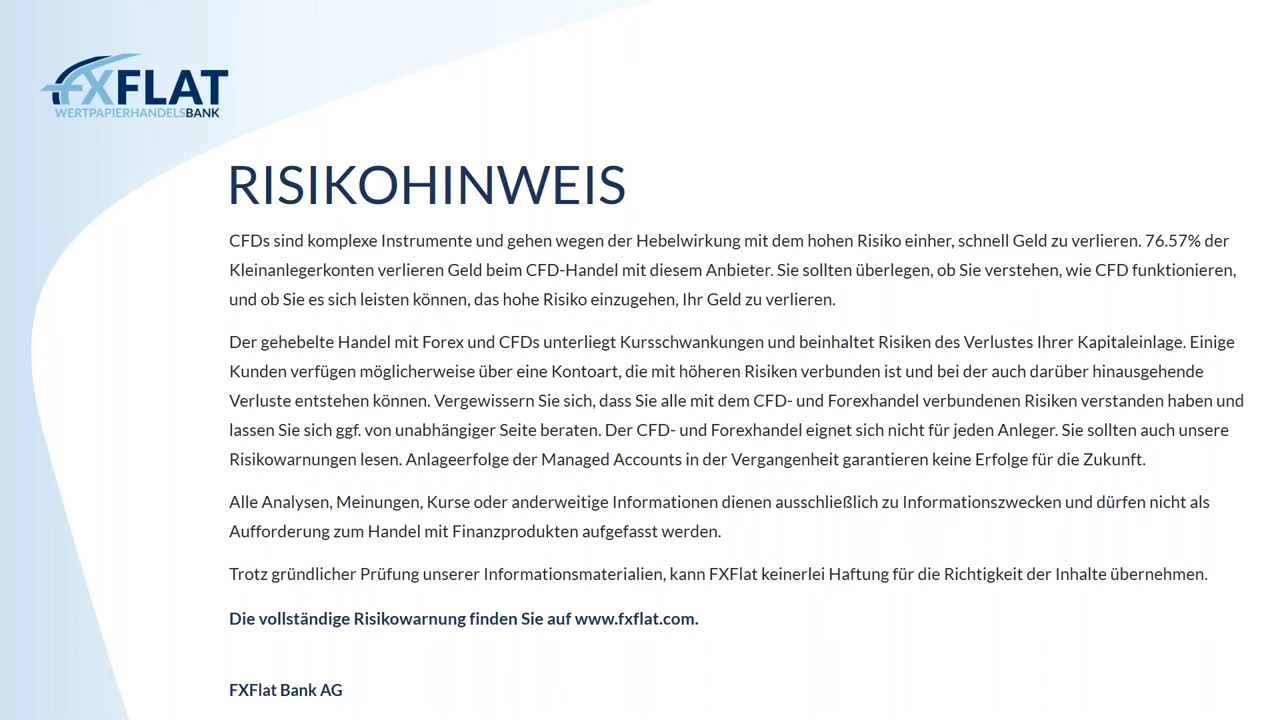 FXFLAT
WERTPAPIERHANDELSBANK
RISIKOHINWEIS
CFDs sind komplexe Instrumente und gehen wegen der Hebelwirkung mit dem hohen Risiko einher, schnell Geld zu verlieren. 76.57% der
Kleinanlegerkonten verlieren Geld beim CFD-Handel mit diesem Anbieter. Sie sollten überlegen, ob Sie verstehen, wie CFD funktionieren,
und ob Sie es sich leisten können, das hohe Risiko einzugehen, Ihr Geld zu verlieren.
Der gehebelte Handel mit Forex und CFDs unterliegt Kursschwankungen und beinhaltet Risiken des Verlustes Ihrer Kapitaleinlage. Einige
Kunden verfügen möglicherweise über eine Kontoart, die mit höheren Risiken verbunden ist und bei der auch darüber hinausgehende
Verluste entstehen können. Vergewissern Sie sich, dass Sie alle mit dem CFD- und Forexhandel verbundenen Risiken verstanden haben und
lassen Sie sich ggf. von unabhängiger Seite beraten. Der CFD- und Forexhandel eignet sich nicht für jeden Anleger. Sie sollten auch unsere
Risikowarnungen lesen. Anlageerfolge der Managed Accounts in der Vergangenheit garantieren keine Erfolge für die Zukunft.
Alle Analysen, Meinungen, Kurse oder anderweitige Informationen dienen ausschließlich zu Informationszwecken und dürfen nicht als
Aufforderung zum Handel mit Finanzprodukten aufgefasst werden.
Trotz gründlicher Prüfung unserer Informationsmaterialien, kann FXFlat keinerlei Haftung für die Richtigkeit der Inhalte übernehmen.
Die vollständige Risikowarnung finden Sie auf www.fxflat.com.
FXFlat Bank AG